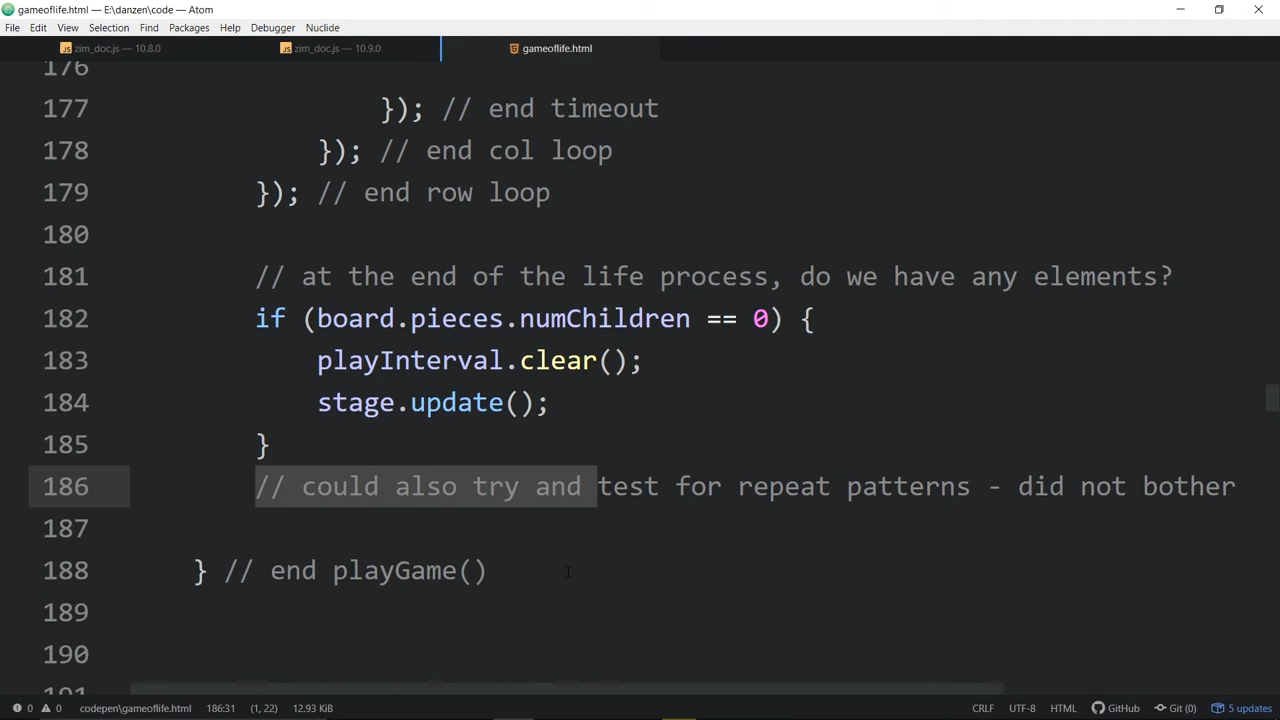 gameoflife.html — E:\danzen\code — Atom
File Edit View Selection Find Packages Help Debugger Nuclide
zim_doc.js — 10.8.0 zim_doc.js — 10.9.0 gameoflife.html
176
177 }); // end timeout
178 }); // end col loop
179 }); // end row loop
180
181 // at the end of the life process, do we have any elements?
182 if (board.pieces.numChildren == 0) {
183 playInterval.clear();
184 stage.update();
185 }
186 // could also try and test for repeat patterns - did not bother
187
188 } // end playGame()
189
190
191
0 0 codepen\gameoflife.html 186:31 (1, 22) 12.93 KiB CRLF UTF-8 HTML GitHub Git (0) 5 updates